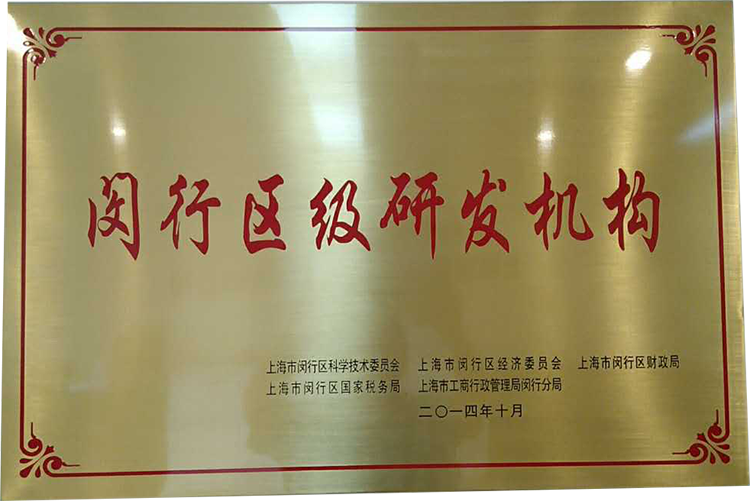 闵行区级研发机构
上海市闵行区科学技术委员会 上海市闵行区经济委员会 上海市闵行区财政局
上海市闵行区国家税务局 上海市工商行政管理局闵行分局
二〇一四年十月